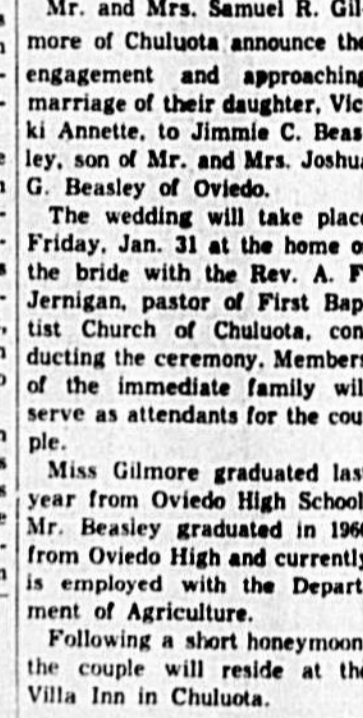 Mr. and Mrs. Samuel R. Gil-
more of Chuluota announce the
engagement and approaching
marriage of their daughter, Vic-
ki Annette, to Jimmie C. Beas-
ley, son of Mr. and Mrs. Joshua
G. Beasley of Oviedo.
The wedding will take place
Friday, Jan. 31 at the home of
the bride with the Rev. A. F.
Jernigan, pastor of First Bap-
tist Church of Chuluota, con-
ducting the ceremony. Members
of the immediate family will
serve as attendants for the cou-
ple.
Miss Gilmore graduated last
year from Oviedo High School.
Mr. Beasley graduated in 1966
from Oviedo High and currently
is employed with the Depart-
ment of Agriculture.
Following a short honeymoon,
the couple will reside at the
Villa Inn in Chuluota.